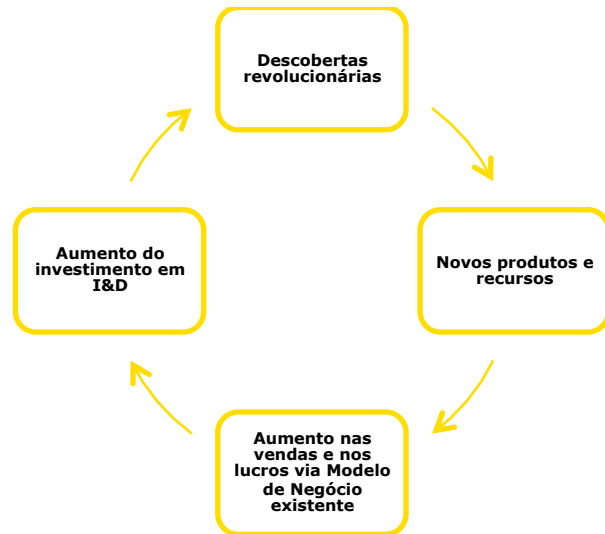 Descobertas
revolucionárias
Novos produtos e
recursos
Aumento nas
vendas e nos
lucros via Modelo
de Negócio
existente
Aumento do
investimento em
I&D